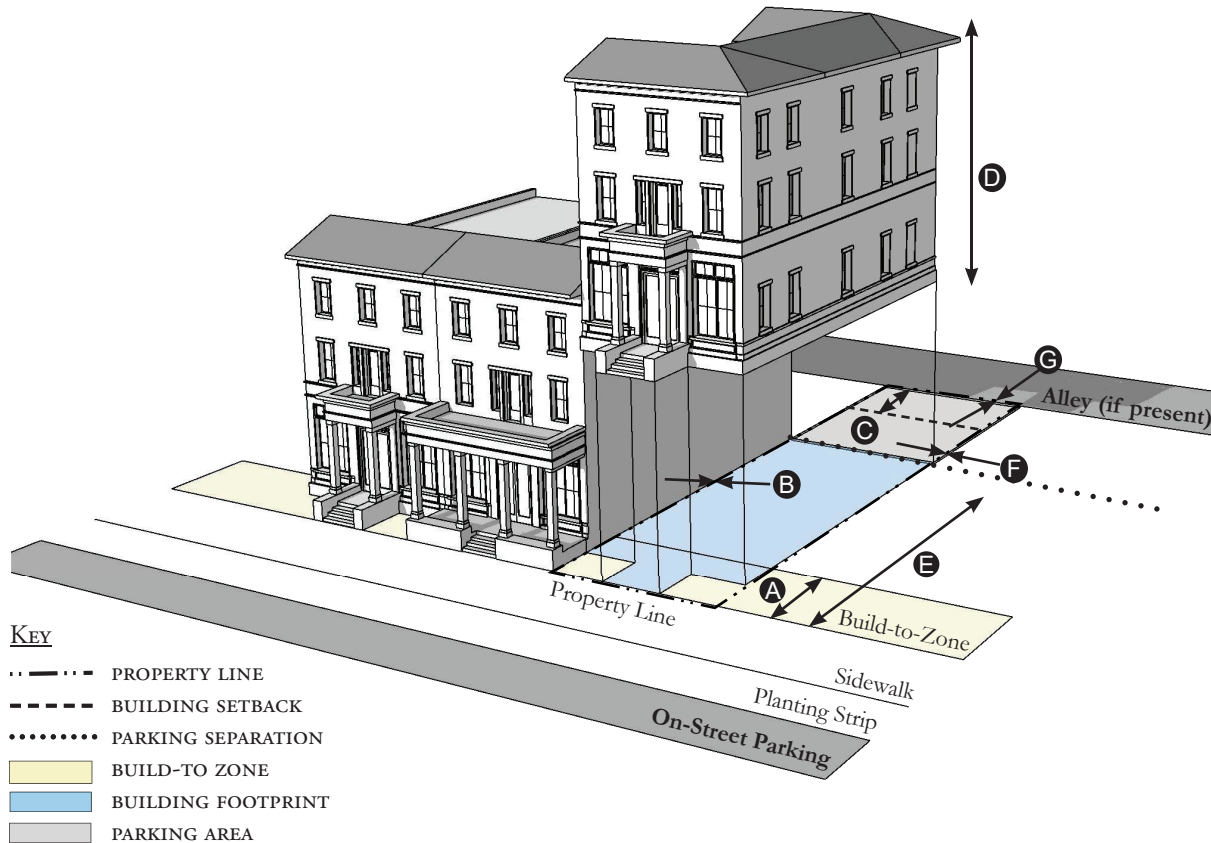 D
G
Alley (if present)
C
F
B
E
A
Property Line
Build-to-Zone
Sidewalk
Planting Strip
On-Street Parking
KEY
PROPERTY LINE
BUILDING SETBACK
PARKING SEPARATION
BUILD-TO ZONE
BUILDING FOOTPRINT
PARKING AREA